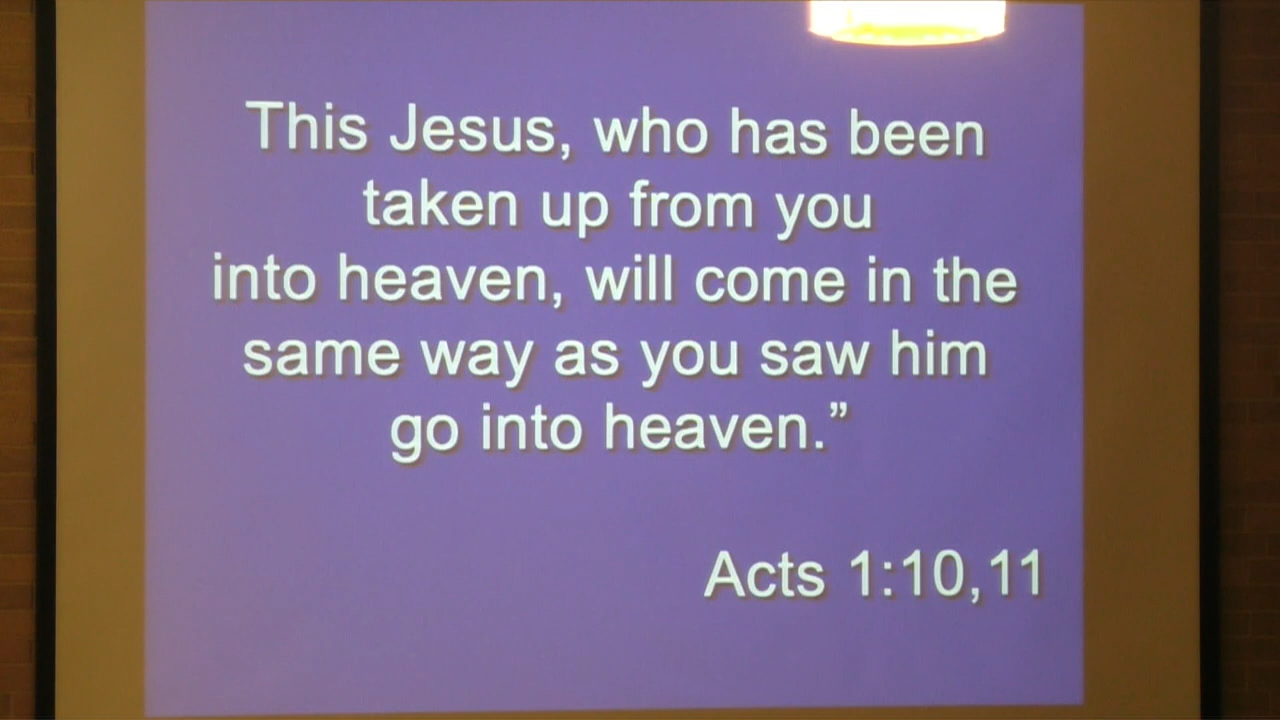 This Jesus, who has been
taken up from you
into heaven, will come in the
same way as you saw him
go into heaven.”
Acts 1:10,11